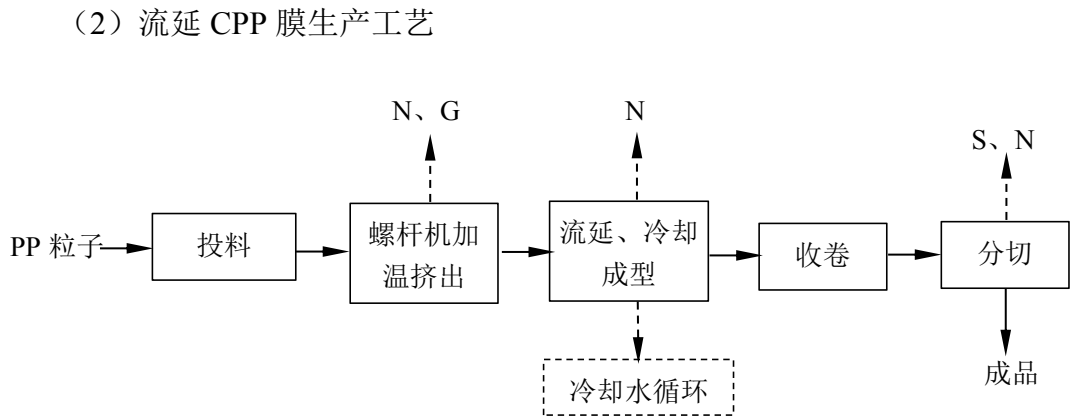 （2）流延 CPP 膜生产工艺
N、G
N
S、N
PP 粒子
投料
螺杆机加
温挤出
流延、冷却
成型
收卷
分切
冷却水循环
成品